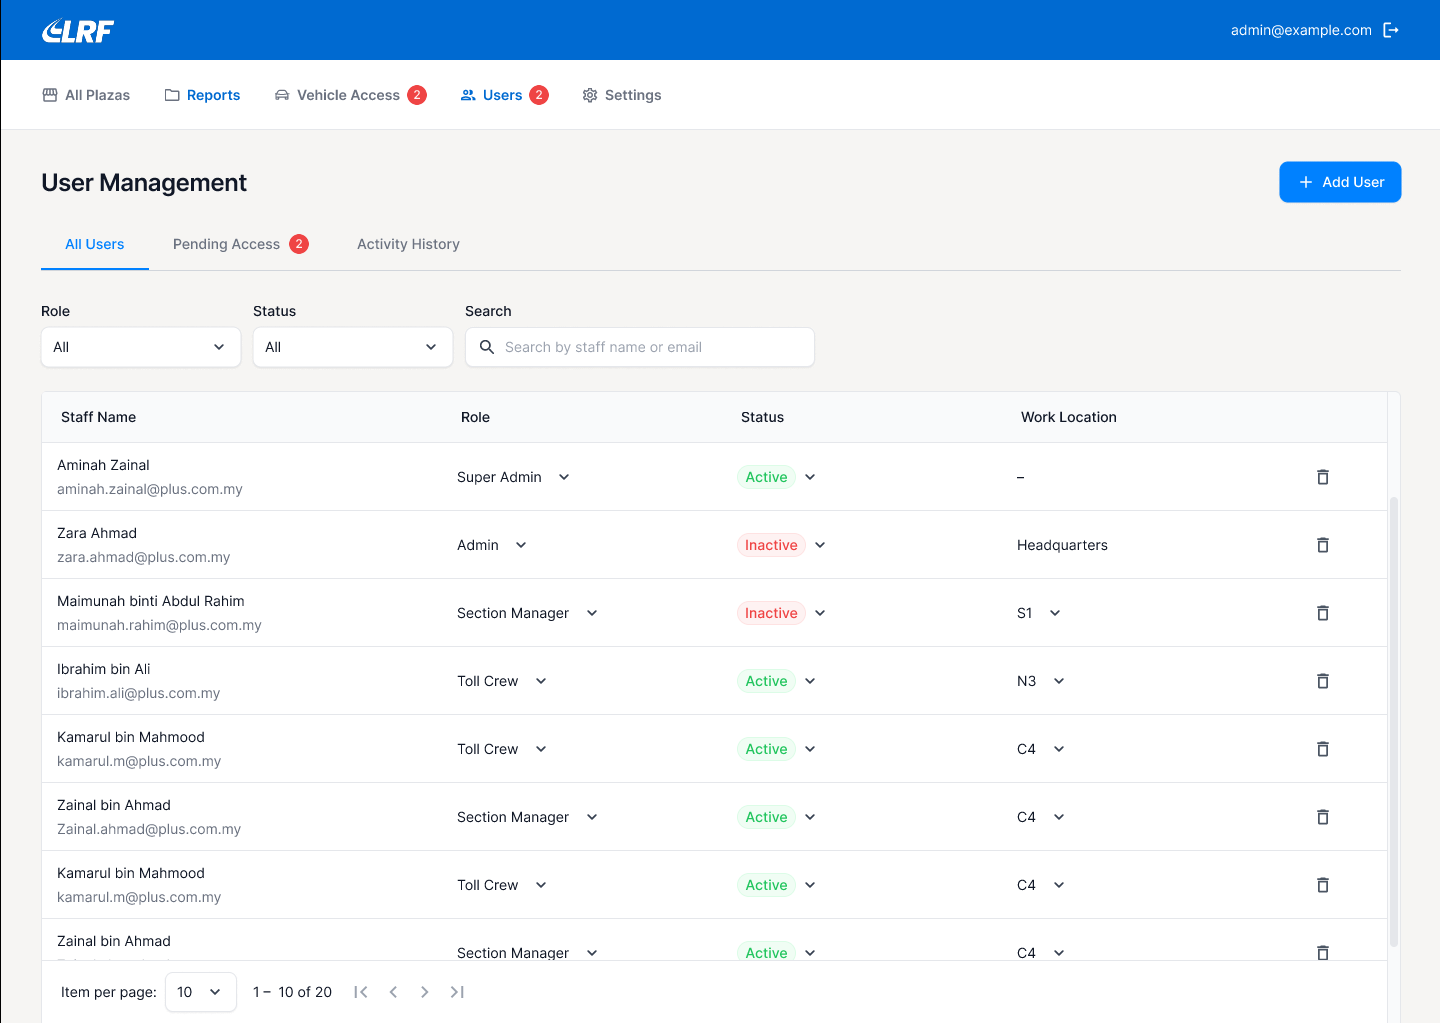 CLRF
admin@example.com
All Plazas
Reports
Vehicle Access 2
Users 2
Settings
User Management
+ Add User
All Users
Pending Access 2
Activity History
Role
Status
Search
All
All
Search by staff name or email
Staff Name
Role
Status
Work Location
Aminah Zainal
aminah.zainal@plus.com.my
Super Admin
Active
–
Zara Ahmad
zara.ahmad@plus.com.my
Admin
Inactive
Headquarters
Maimunah binti Abdul Rahim
maimunah.rahim@plus.com.my
Section Manager
Inactive
S1
Ibrahim bin Ali
ibrahim.ali@plus.com.my
Toll Crew
Active
N3
Kamarul bin Mahmood
kamarul.m@plus.com.my
Toll Crew
Active
C4
Zainal bin Ahmad
Zainal.ahmad@plus.com.my
Section Manager
Active
C4
Kamarul bin Mahmood
kamarul.m@plus.com.my
Toll Crew
Active
C4
Zainal bin Ahmad
Section Manager
Active
C4
Item per page: 10
1 – 10 of 20